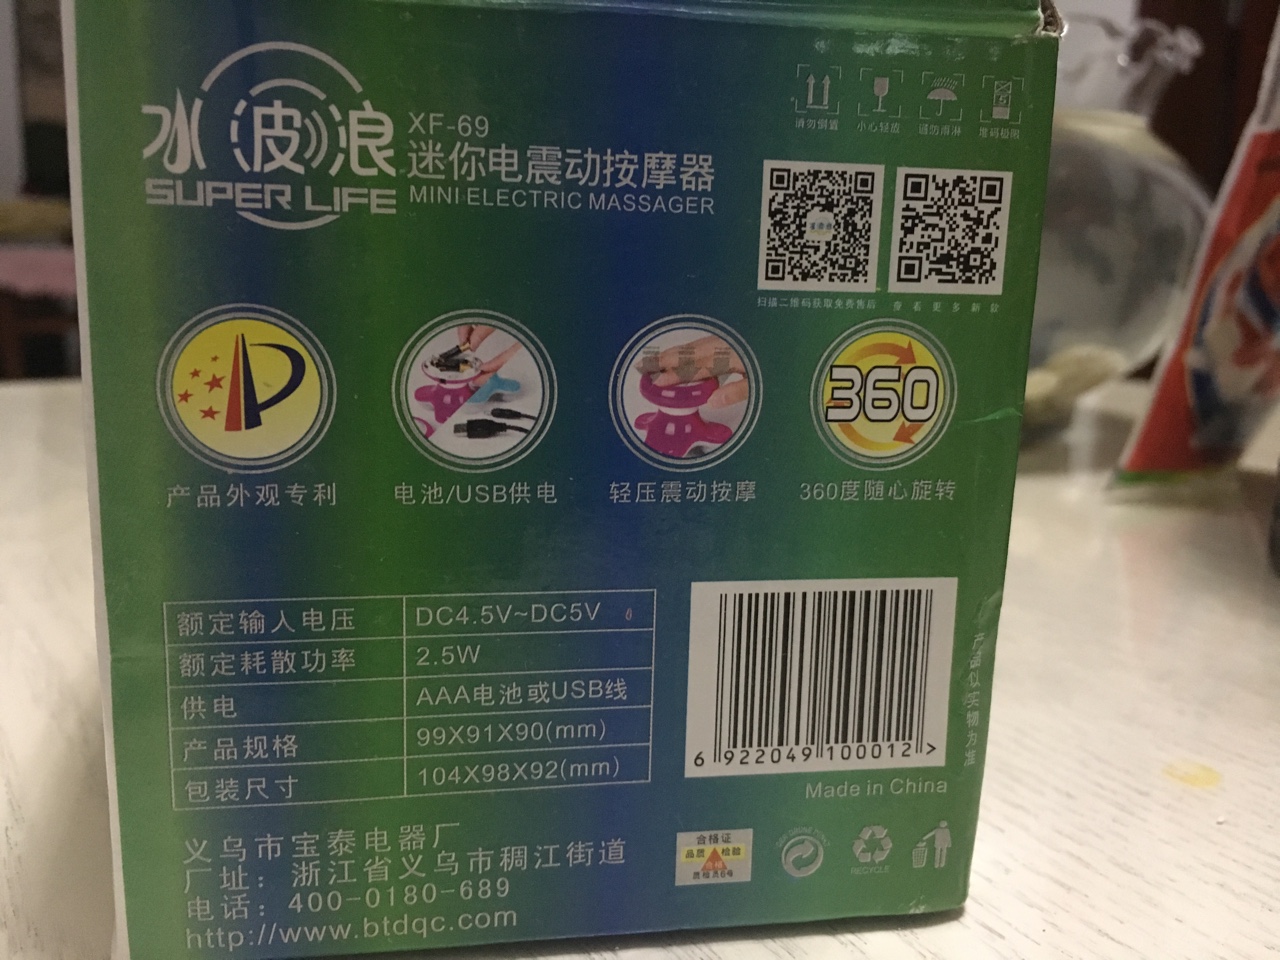 水波浪
SUPER LIFE
XF-69
迷你电震动按摩器
MINI ELECTRIC MASSAGER
请勿倒置
小心轻放
谨防雨淋
堆码极限
扫描二维码获取免费售后
查看更多新款
产品外观专利
电池/USB供电
轻压震动按摩
360
360度随心旋转
额定输入电压 DC4.5V~DC5V
额定耗散功率 2.5W
供电 AAA电池或USB线
产品规格 99X91X90(mm)
包装尺寸 104X98X92(mm)
6 922049 100012 >
产品以实物为准
Made in China
义乌市宝泰电器厂
厂址：浙江省义乌市稠江街道
电话：400-0180-689
http://www.btdqc.com
合格证
品质 检验
合格
RECYCLE